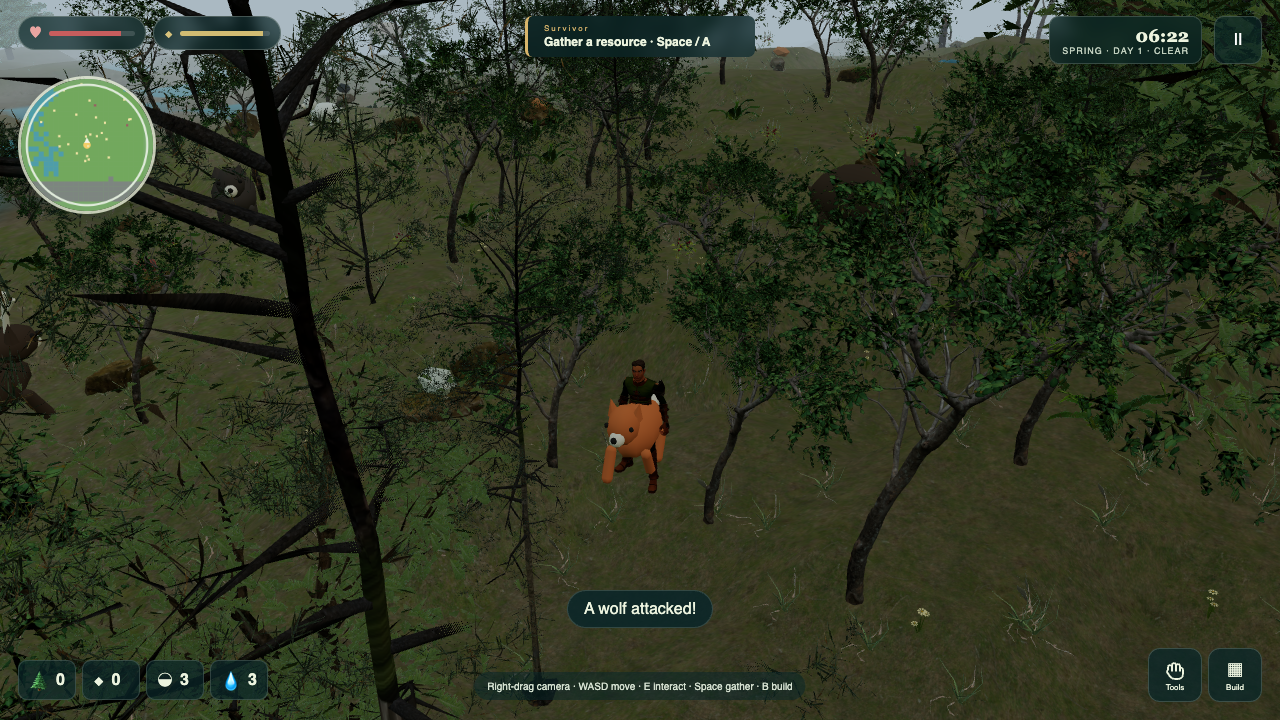 Survivor
Gather a resource · Space / A
06:22
SPRING · DAY 1 · CLEAR
A wolf attacked!
0
0
3
3
Right-drag camera · WASD move · E interact · Space gather · B build
Tools
Build